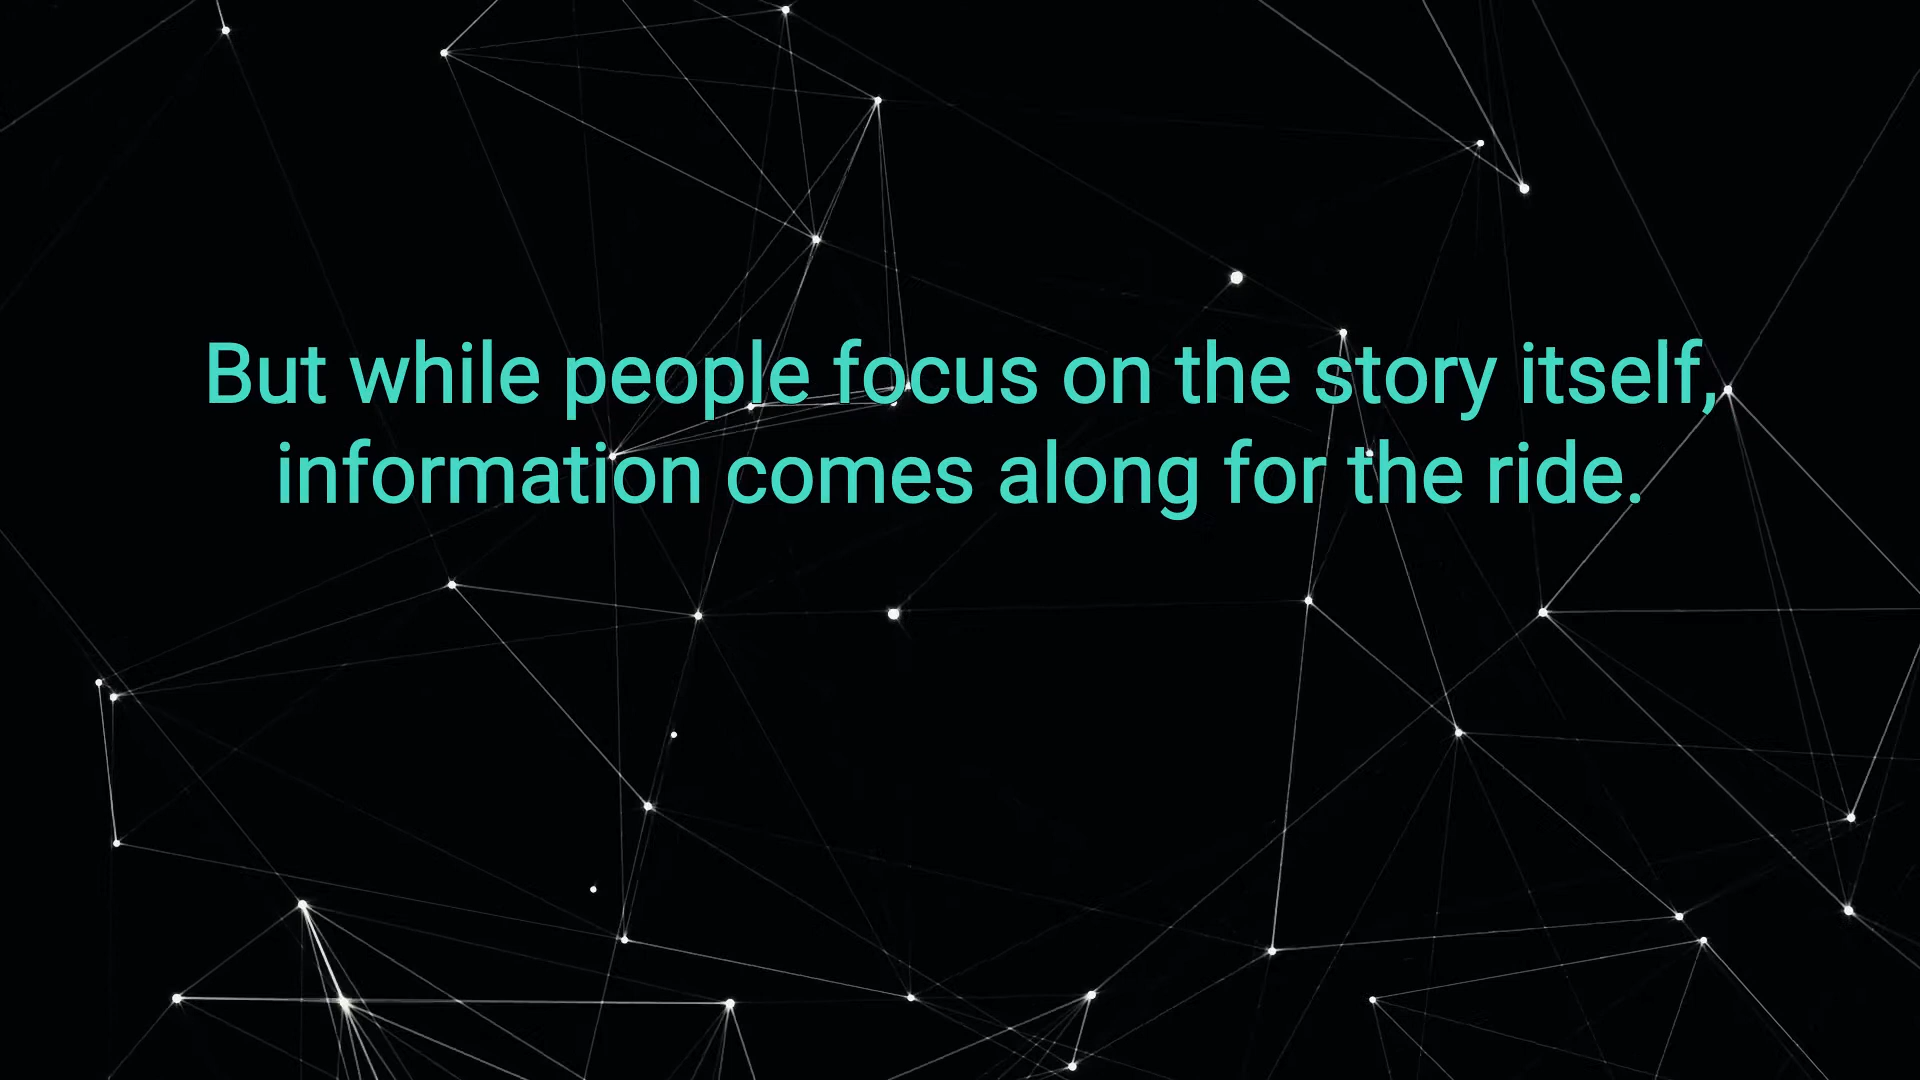 But while people focus on the story itself,
information comes along for the ride.